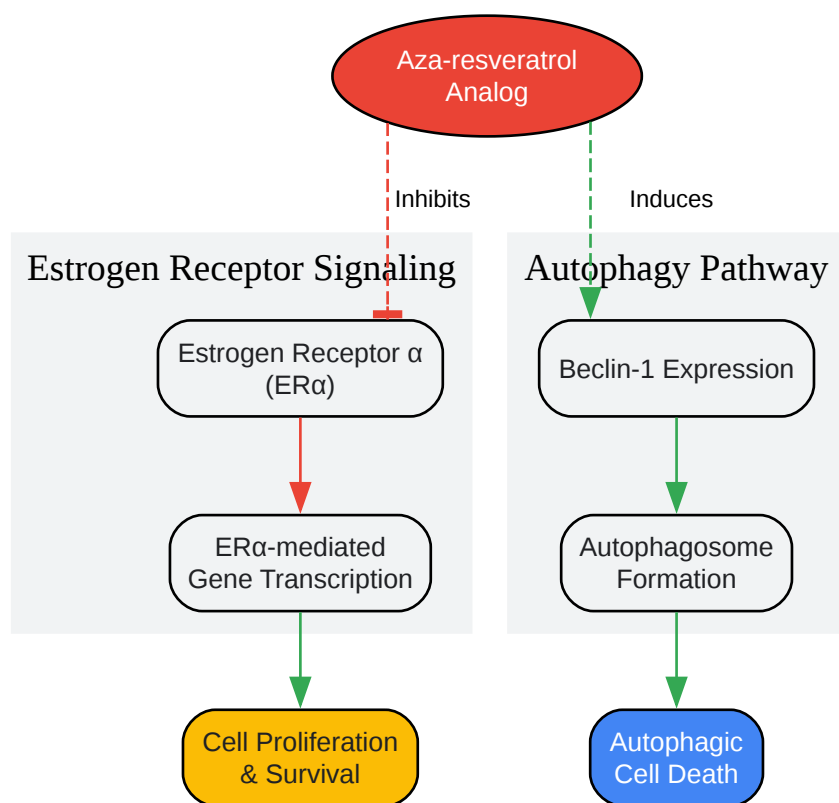 Aza-resveratrol
Analog
Inhibits
Induces
Estrogen Receptor Signaling
Autophagy Pathway
Estrogen Receptor α
(ERα)
Beclin-1 Expression
ERα-mediated
Gene Transcription
Autophagosome
Formation
Cell Proliferation
& Survival
Autophagic
Cell Death